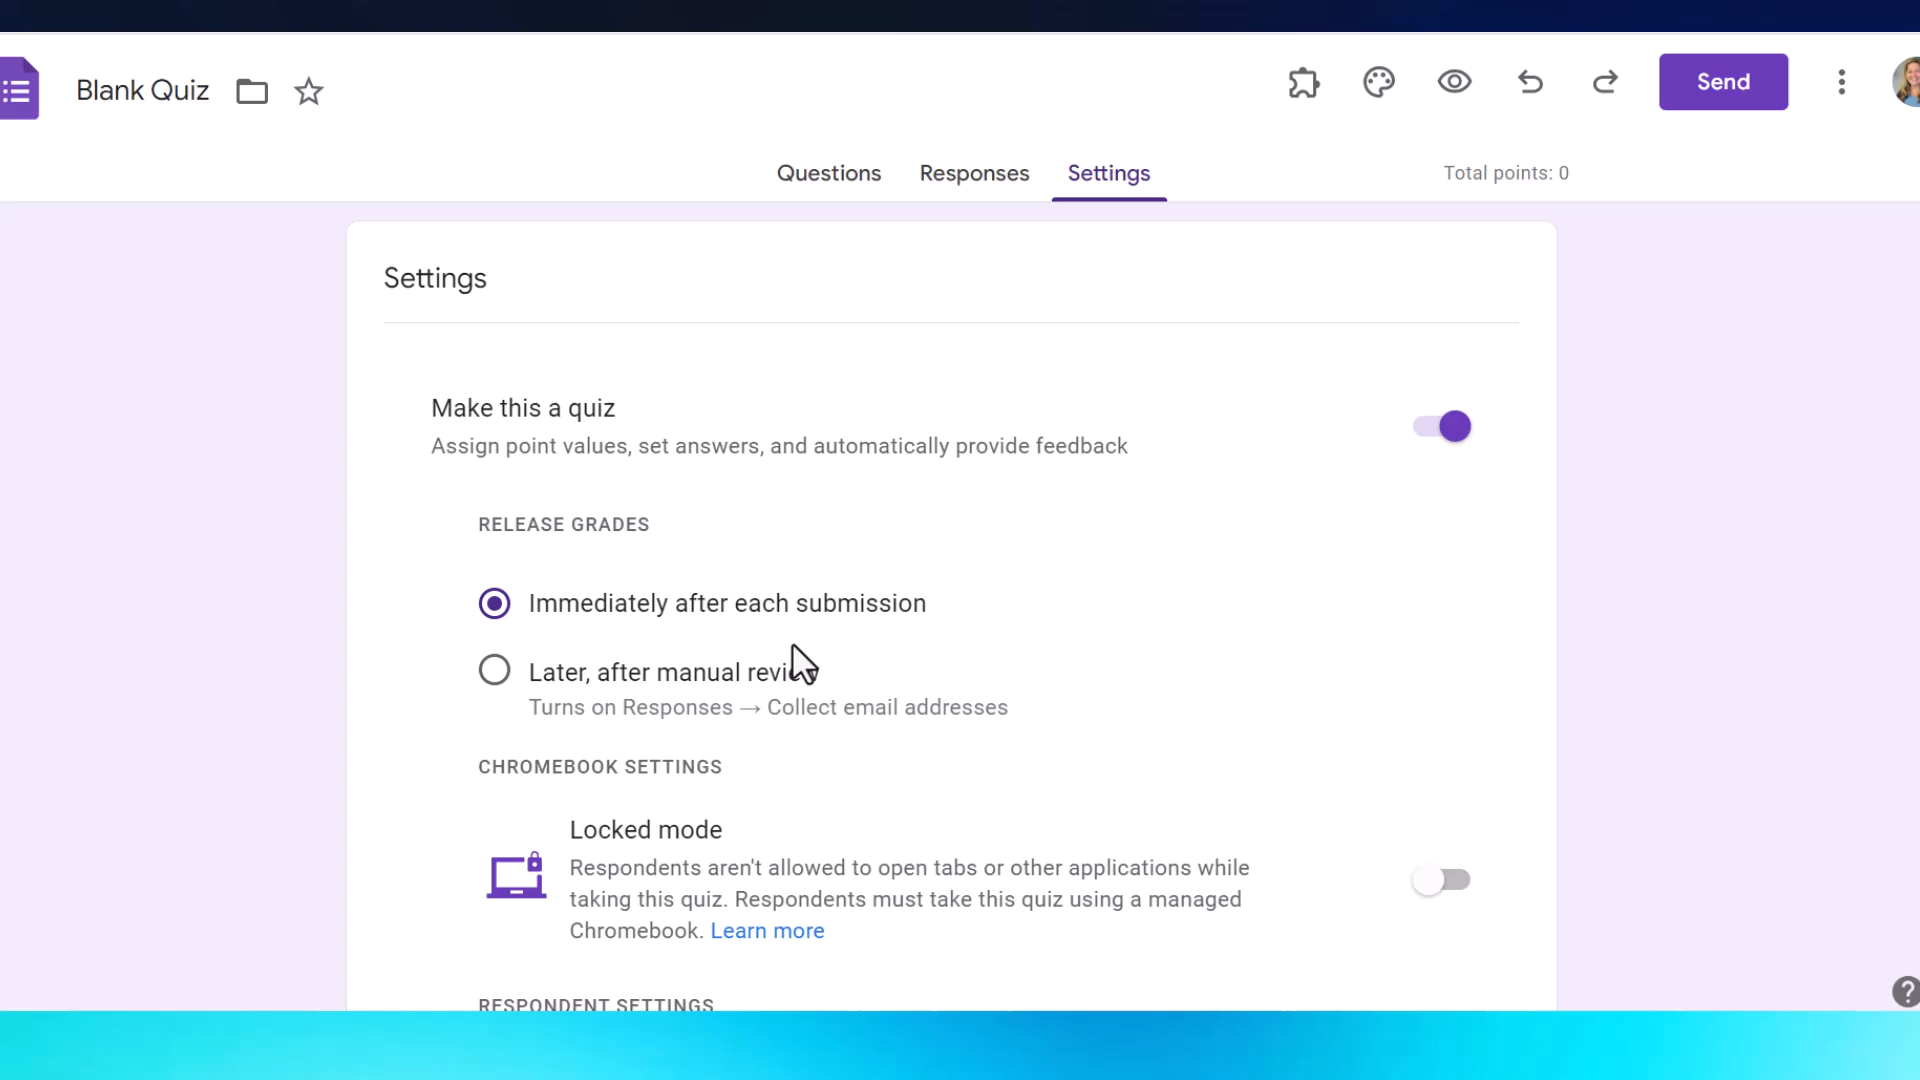 Blank Quiz
Send
Questions Responses Settings Total points: 0
Settings
Make this a quiz
Assign point values, set answers, and automatically provide feedback
RELEASE GRADES
Immediately after each submission
Later, after manual
Turns on Responses → Collect email addresses
CHROMEBOOK SETTINGS
Locked mode
Respondents aren't allowed to open tabs or other applications while
taking this quiz. Respondents must take this quiz using a managed
Chromebook. Learn more
RESPONDENT SETTINGS